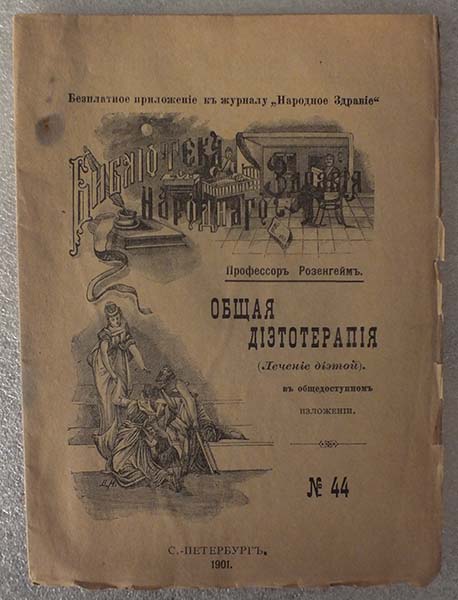 Безплатное приложеніе къ журналу „Народное Здравіе“
Библіотека
Народнаго Здравія
Профессоръ Розенгеймъ.
ОБЩАЯ
ДІЭТОТЕРАПІЯ
(Леченіе діэтой).
въ общедоступномъ
изложеніи.
№ 44
С.-ПЕТЕРБУРГЪ.
1901.